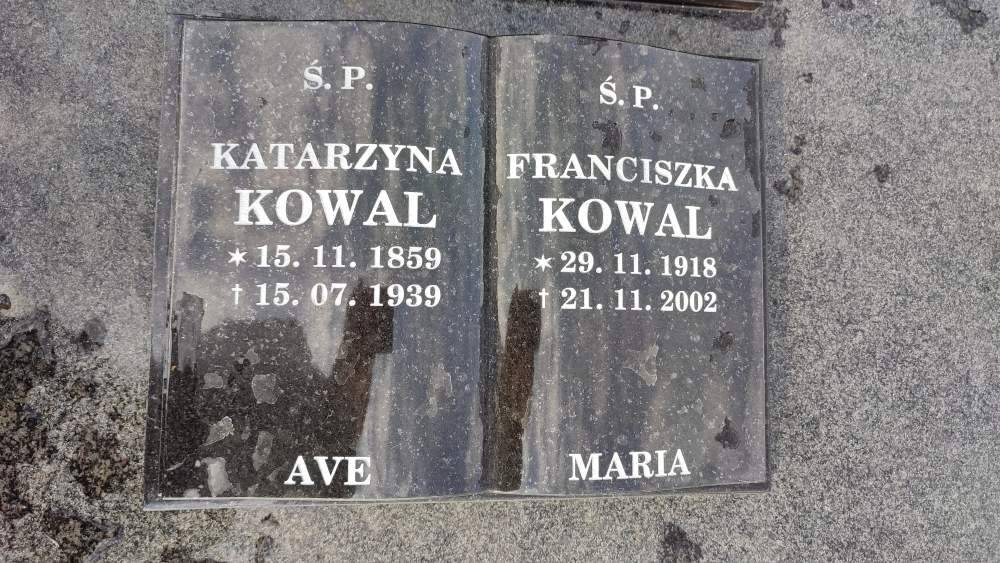 Ś. P.
KATARZYNA
KOWAL
✶ 15. 11. 1859
† 15. 07. 1939
AVE
Ś. P.
FRANCISZKA
KOWAL
✶ 29. 11. 1918
† 21. 11. 2002
MARIA